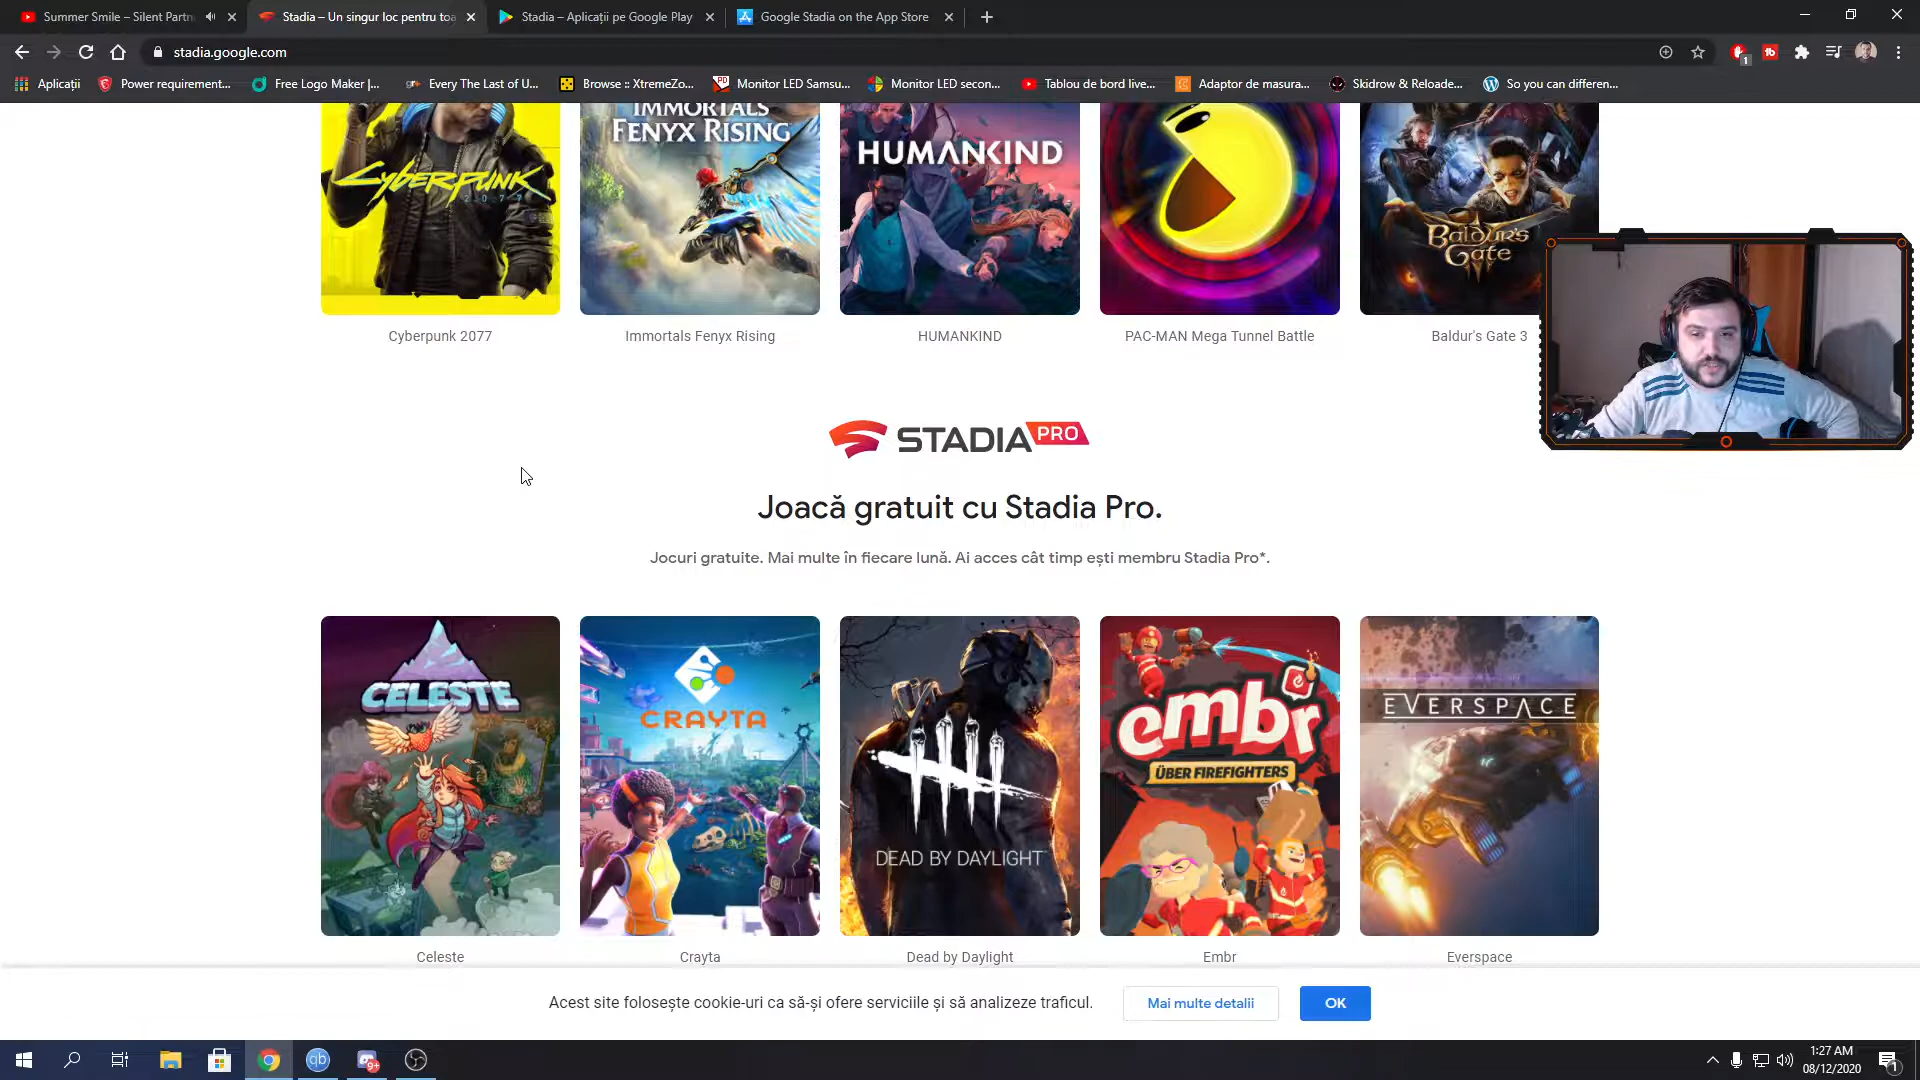 Summer Smile – Silent Partn
Stadia – Un singur loc pentru toa
Stadia – Aplicații pe Google Play
Google Stadia on the App Store
stadia.google.com
1
Aplicații
Power requirement...
Free Logo Maker |...
Every The Last of U...
Browse :: XtremeZo...
Monitor LED Samsu...
Monitor LED secon...
Tablou de bord live...
Adaptor de masura...
Skidrow & Reloade...
So you can differen...
CYBERPUNK
2077
IMMORTALS
FENYX RISING
HUMANKIND
BALDUR'S
GATE
Cyberpunk 2077
Immortals Fenyx Rising
HUMANKIND
PAC-MAN Mega Tunnel Battle
Baldur's Gate 3
STADIA PRO
Joacă gratuit cu Stadia Pro.
Jocuri gratuite. Mai multe în fiecare lună. Ai acces cât timp ești membru Stadia Pro*.
CELESTE
CRAYTA
DEAD BY DAYLIGHT
embr
ÜBER FIREFIGHTERS
EVERSPACE
Celeste
Crayta
Dead by Daylight
Embr
Everspace
Acest site folosește cookie-uri ca să-și ofere serviciile și să analizeze traficul.
Mai multe detalii
OK
qb
9+
1:27 AM
08/12/2020
1